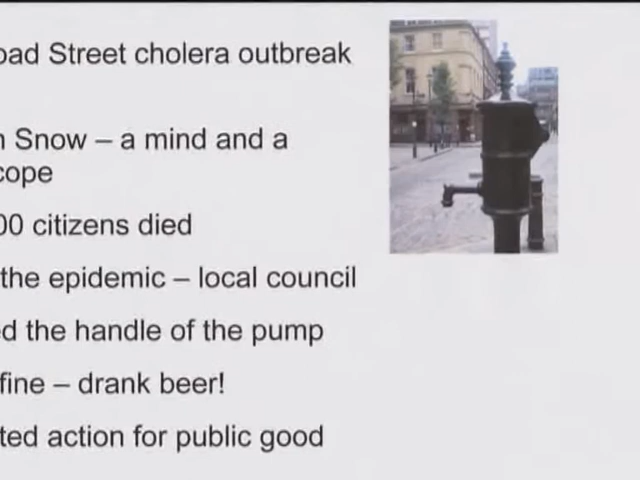 oad Street cholera outbreak
n Snow – a mind and a
cope
00 citizens died
the epidemic – local council
d the handle of the pump
fine – drank beer!
ted action for public good